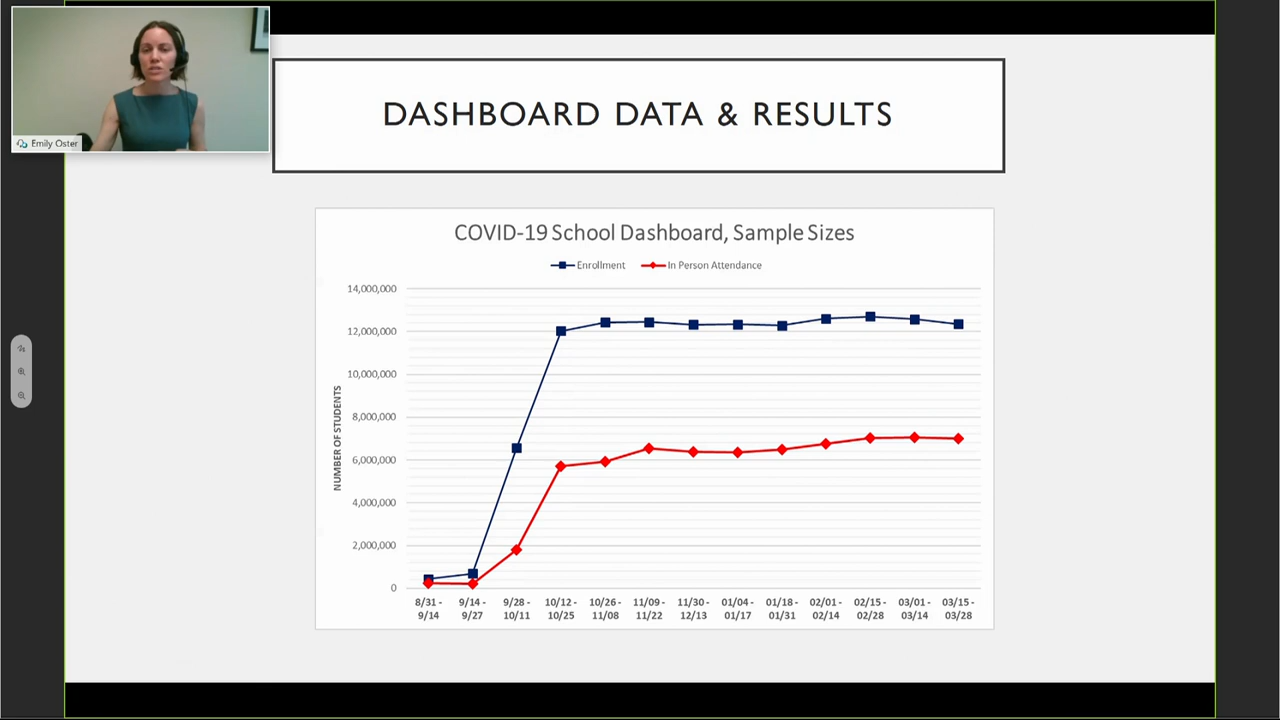 Emily Oster
DASHBOARD DATA & RESULTS
COVID-19 School Dashboard, Sample Sizes
Enrollment In Person Attendance
14,000,000
12,000,000
10,000,000
8,000,000
6,000,000
4,000,000
2,000,000
0
NUMBER OF STUDENTS
8/31 - 9/14 - 9/28 - 10/12 - 10/26 - 11/09 - 11/30 - 01/04 - 01/18 - 02/01 - 02/15 - 03/01 - 03/15 -
9/14 9/27 10/11 10/25 11/08 11/22 12/13 01/17 01/31 02/14 02/28 03/14 03/28